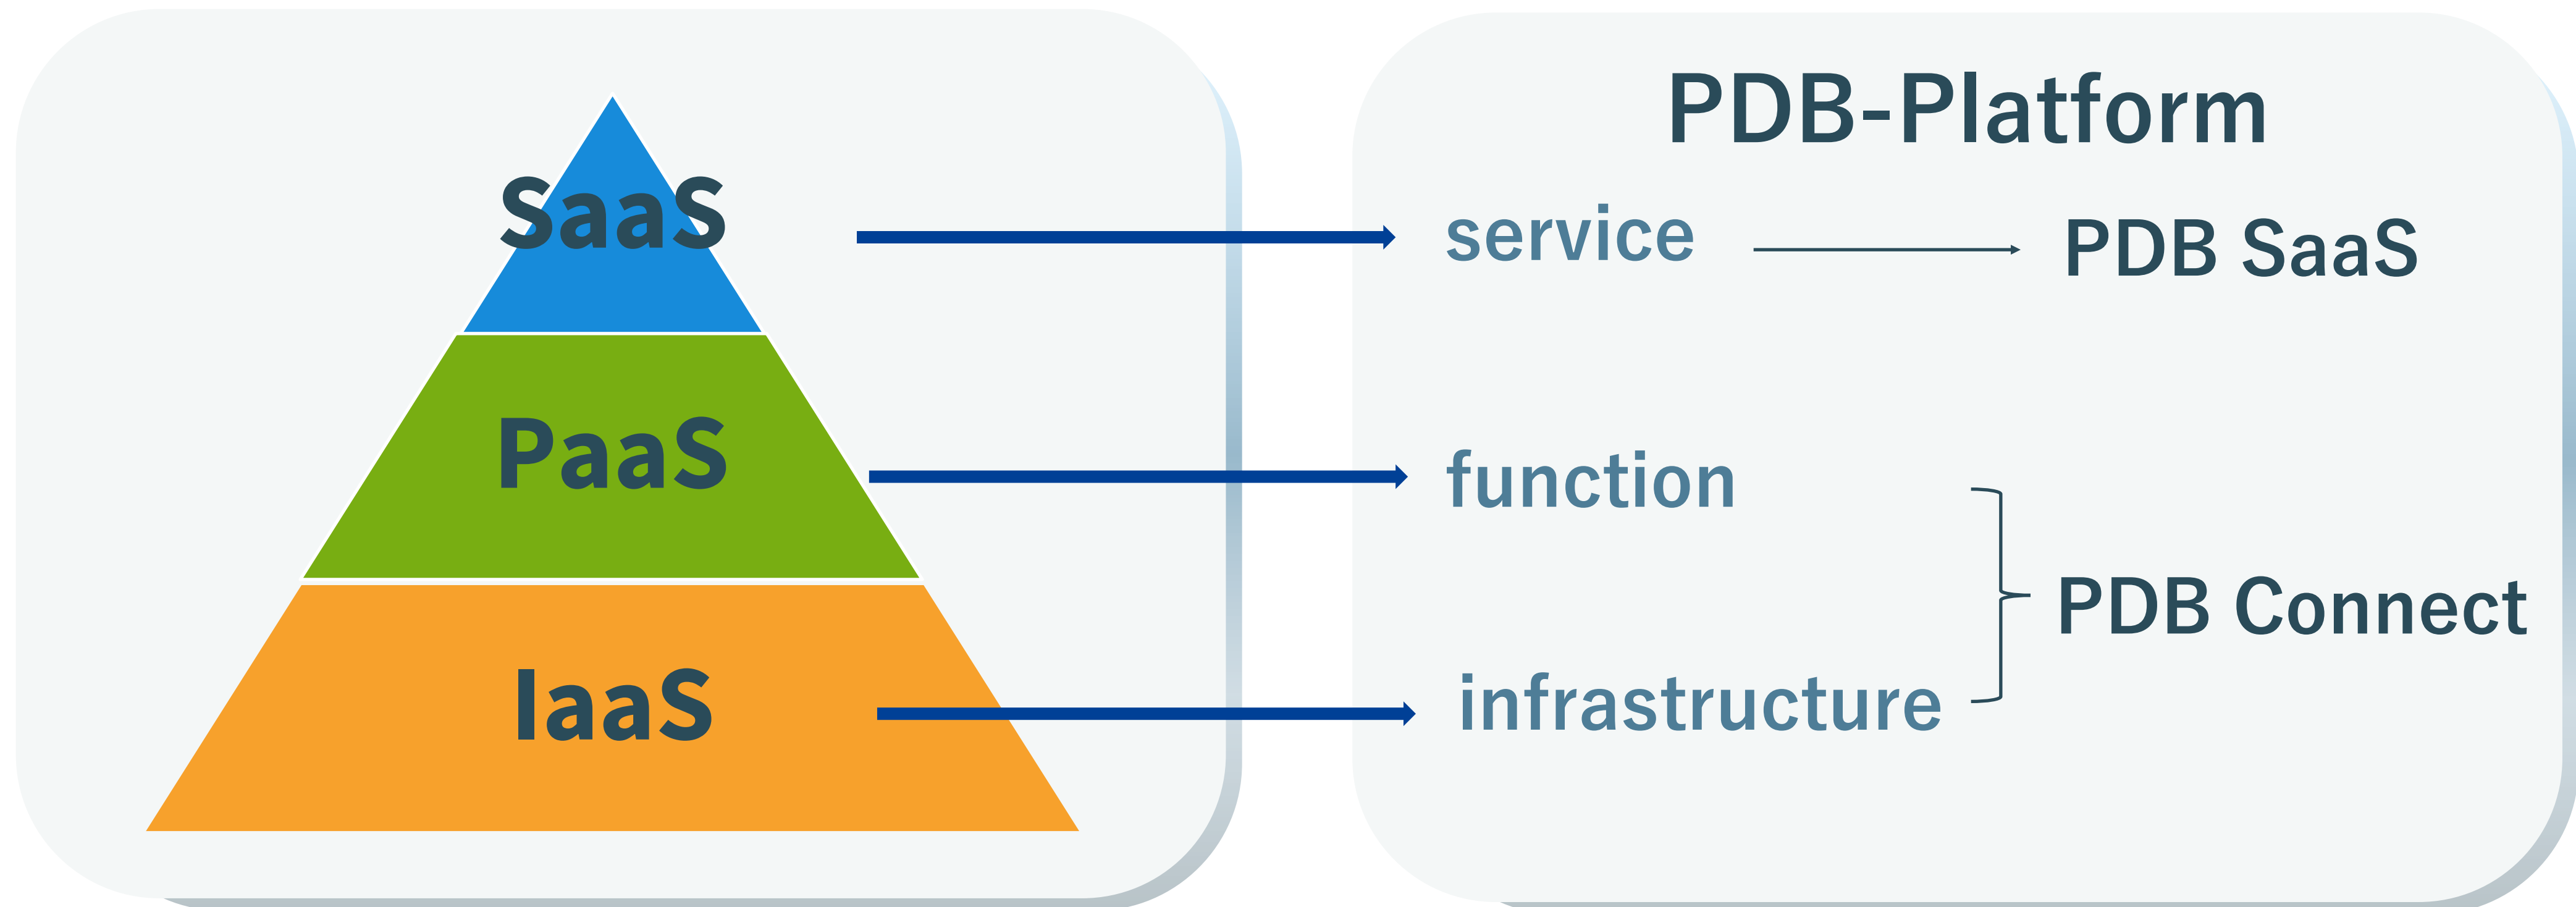 SaaS
PaaS
IaaS
PDB-Platform
service
PDB SaaS
function
PDB Connect
infrastructure